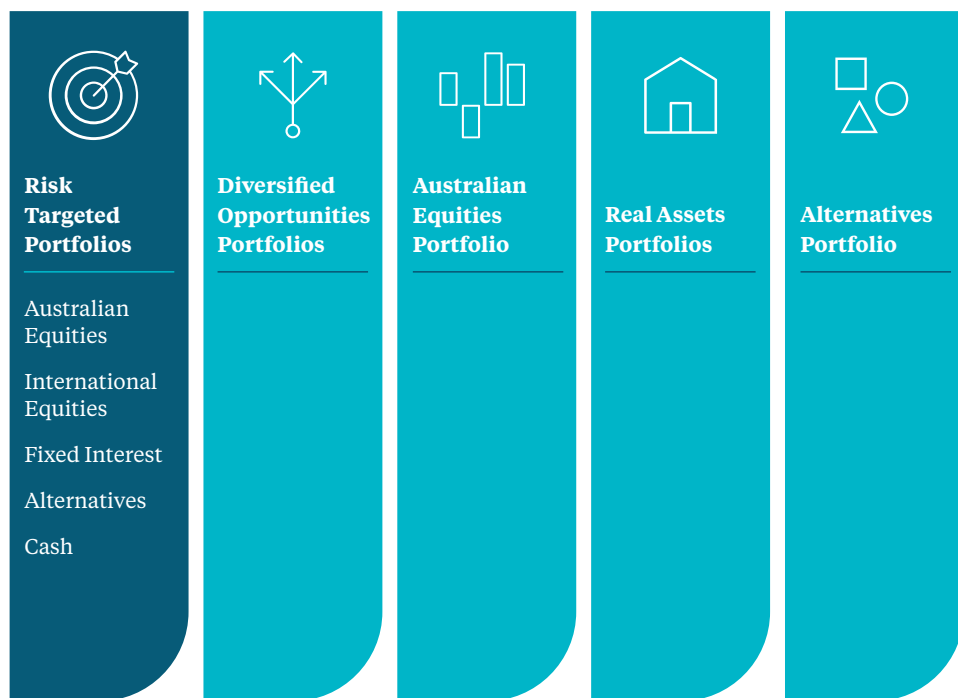 Risk
Targeted
Portfolios
Australian
Equities
International
Equities
Fixed Interest
Alternatives
Cash
Diversified
Opportunities
Portfolios
Australian
Equities
Portfolio
Real Assets
Portfolios
Alternatives
Portfolio